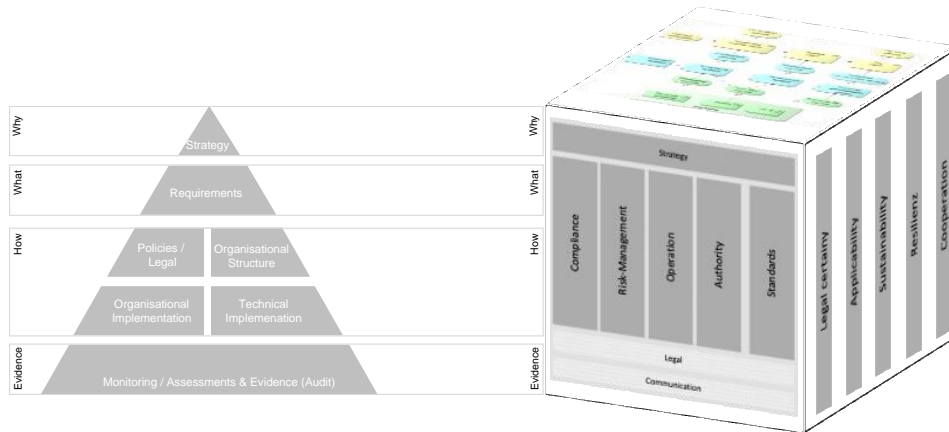 Why
Strategy
Why
What
Requirements
What
How
Policies /
Legal
Organisational
Structure
How
Organisational
Implementation
Technical
Implemenation
Evidence
Monitoring / Assessments & Evidence (Audit)
Evidence
Strategy
Compliance
Risk-Management
Operation
Authority
Standards
Legal
Communication
Legal certainy
Applicability
Sustainability
Resilienz
Cooperation